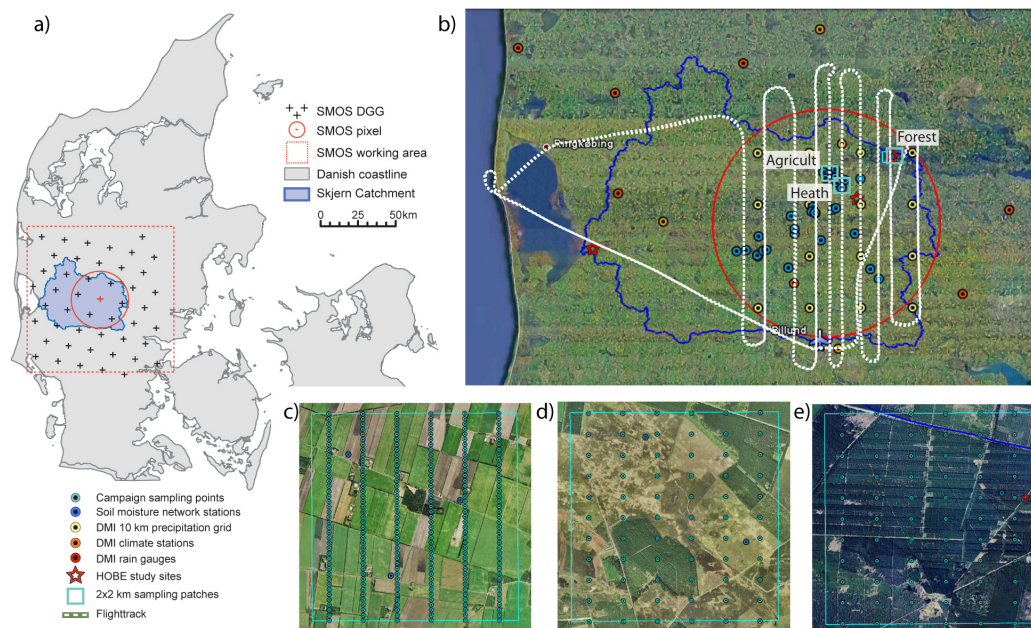 a)
SMOS DGG
SMOS pixel
SMOS working area
Danish coastline
Skjern Catchment
0 25 50km
Campaign sampling points
Soil moisture network stations
DMI 10 km precipitation grid
DMI climate stations
DMI rain gauges
HOBE study sites
2x2 km sampling patches
Flighttrack
b)
Ringkøbing
Forest
Agricult
Heath
Billund
c)
d)
e)